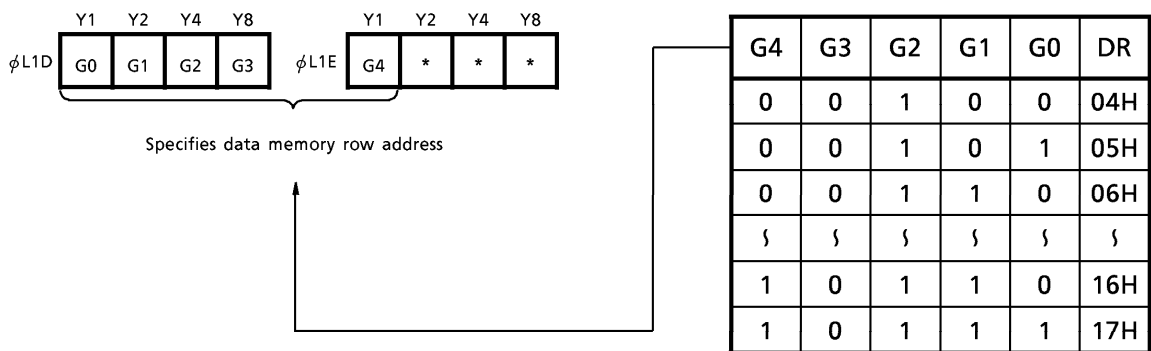 Y1 Y2 Y4 Y8
ϕL1D G0 G1 G2 G3
Y1 Y2 Y4 Y8
ϕL1E G4 * * *
Specifies data memory row address
G4 G3 G2 G1 G0 DR
0 0 1 0 0 04H
0 0 1 0 1 05H
0 0 1 1 0 06H
≀ ≀ ≀ ≀ ≀ ≀
1 0 1 1 0 16H
1 0 1 1 1 17H